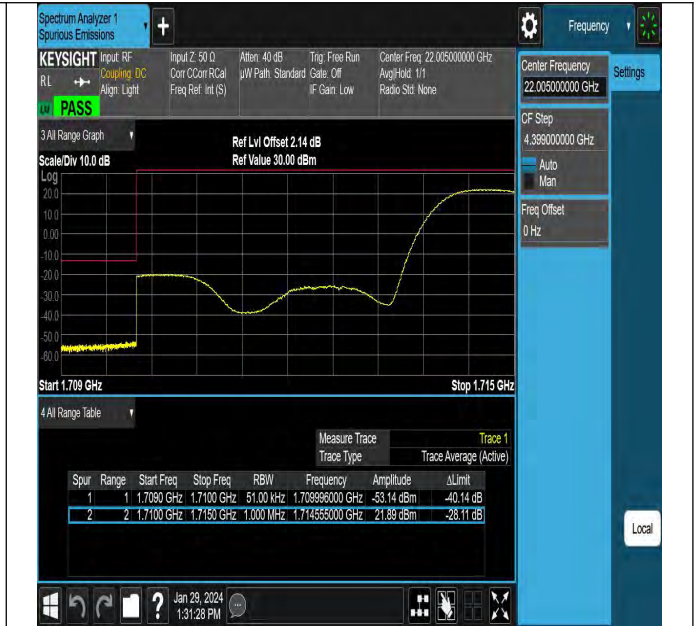 Spectrum Analyzer 1
Spurious Emissions
Frequency
KEYSIGHT Input: RF Input Z: 50 Ω Atten: 40 dB Trig: Free Run Center Freq: 22.005000000 GHz
RL Coupling: DC Corr CCorr RCal µW Path: Standard Gate: Off Avg|Hold: 1/1
Align: Light Freq Ref: Int (S) IF Gain: Low Radio Std: None
PASS
Center Frequency
22.005000000 GHz
Settings
CF Step
4.399000000 GHz
Auto
Man
Freq Offset
0 Hz
3 All Range Graph
Ref Lvl Offset 2.14 dB
Scale/Div 10.0 dB Ref Value 30.00 dBm
Log
20.0
10.0
0.00
-10.0
-20.0
-30.0
-40.0
-50.0
-60.0
Start 1.709 GHz Stop 1.715 GHz
4 All Range Table
Measure Trace Trace 1
Trace Type Trace Average (Active)
Spur Range Start Freq Stop Freq RBW Frequency Amplitude ΔLimit
1 1 1.7090 GHz 1.7100 GHz 51.00 kHz 1.709996000 GHz -53.14 dBm -40.14 dB
2 2 1.7100 GHz 1.7150 GHz 1.000 MHz 1.714555000 GHz 21.89 dBm -28.11 dB
Local
? Jan 29, 2024
1:31:28 PM